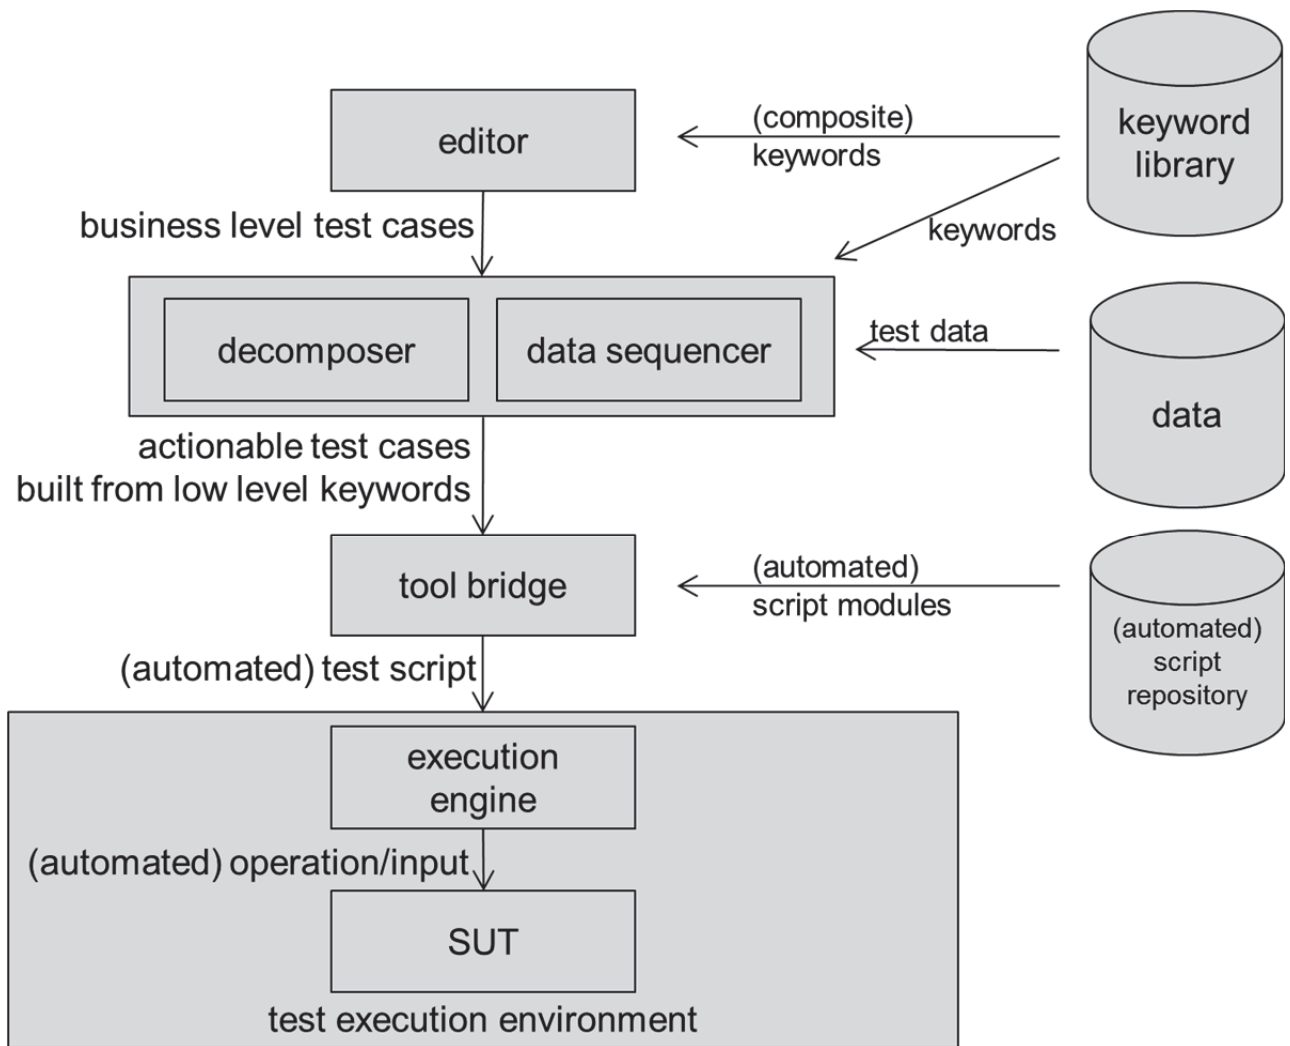 editor
(composite)
keywords
keyword
library
business level test cases
keywords
decomposer
data sequencer
test data
data
actionable test cases
built from low level keywords
tool bridge
(automated)
script modules
(automated)
script
repository
(automated) test script
execution
engine
(automated) operation/input
SUT
test execution environment